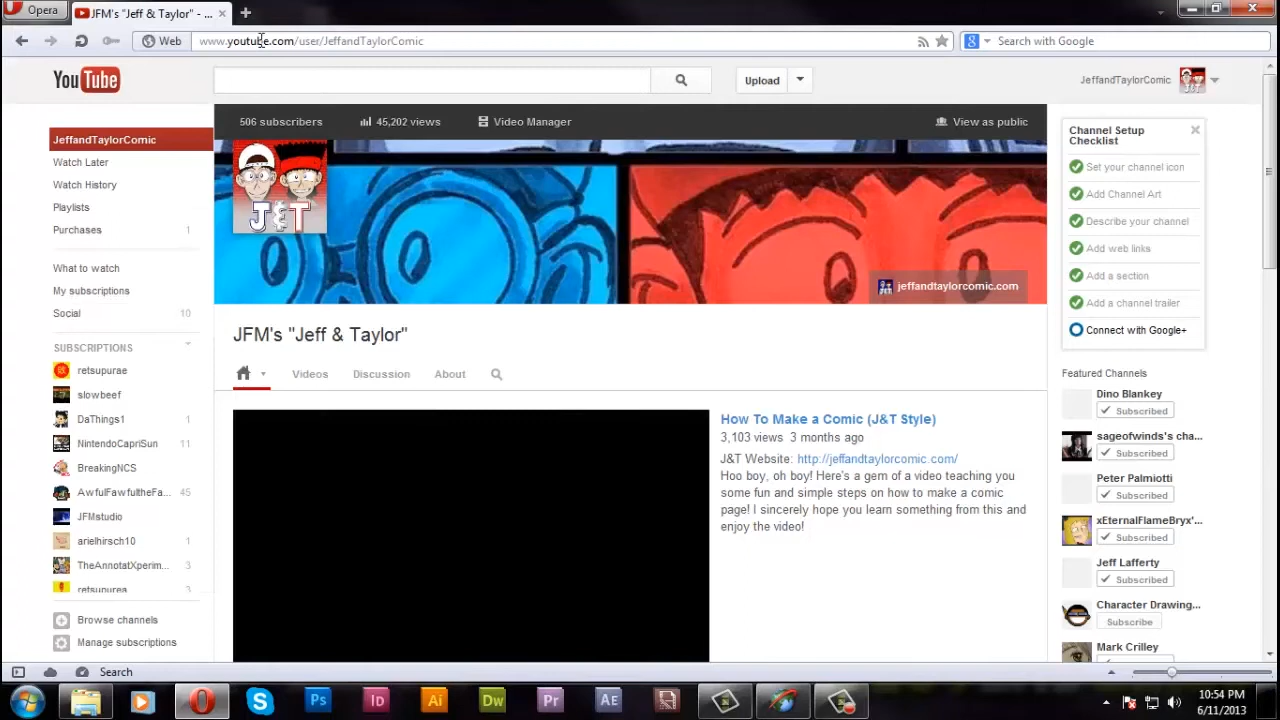 Opera
JFM's "Jeff & Taylor" - ...
Web
www.youtube.com/user/JeffandTaylorComic
Search with Google
YouTube
Upload
JeffandTaylorComic
JeffandTaylorComic
Watch Later
Watch History
Playlists
Purchases 1
What to watch
My subscriptions
Social 10
SUBSCRIPTIONS
retsupurae
slowbeef
DaThings1 1
NintendoCapriSun 11
BreakingNCS
AwfulFawfultheFa... 45
JFMstudio
arielhirsch10 1
TheAnnotatXperim... 3
retsupurea 3
Browse channels
Manage subscriptions
506 subscribers
45,202 views
Video Manager
View as public
J&T
jeffandtaylorcomic.com
JFM's "Jeff & Taylor"
Videos
Discussion
About
How To Make a Comic (J&T Style)
3,103 views 3 months ago
J&T Website: http://jeffandtaylorcomic.com/
Hoo boy, oh boy! Here's a gem of a video teaching you
some fun and simple steps on how to make a comic
page! I sincerely hope you learn something from this and
enjoy the video!
Channel Setup
Checklist
Set your channel icon
Add Channel Art
Describe your channel
Add web links
Add a section
Add a channel trailer
Connect with Google+
Featured Channels
Dino Blankey
Subscribed
sageofwinds's cha...
Subscribed
Peter Palmiotti
Subscribed
xEternalFlameBryx'...
Subscribed
Jeff Lafferty
Subscribed
Character Drawing...
Subscribe
Mark Crilley
Search
Ps
Id
Ai
Dw
Pr
AE
10:54 PM
6/11/2013